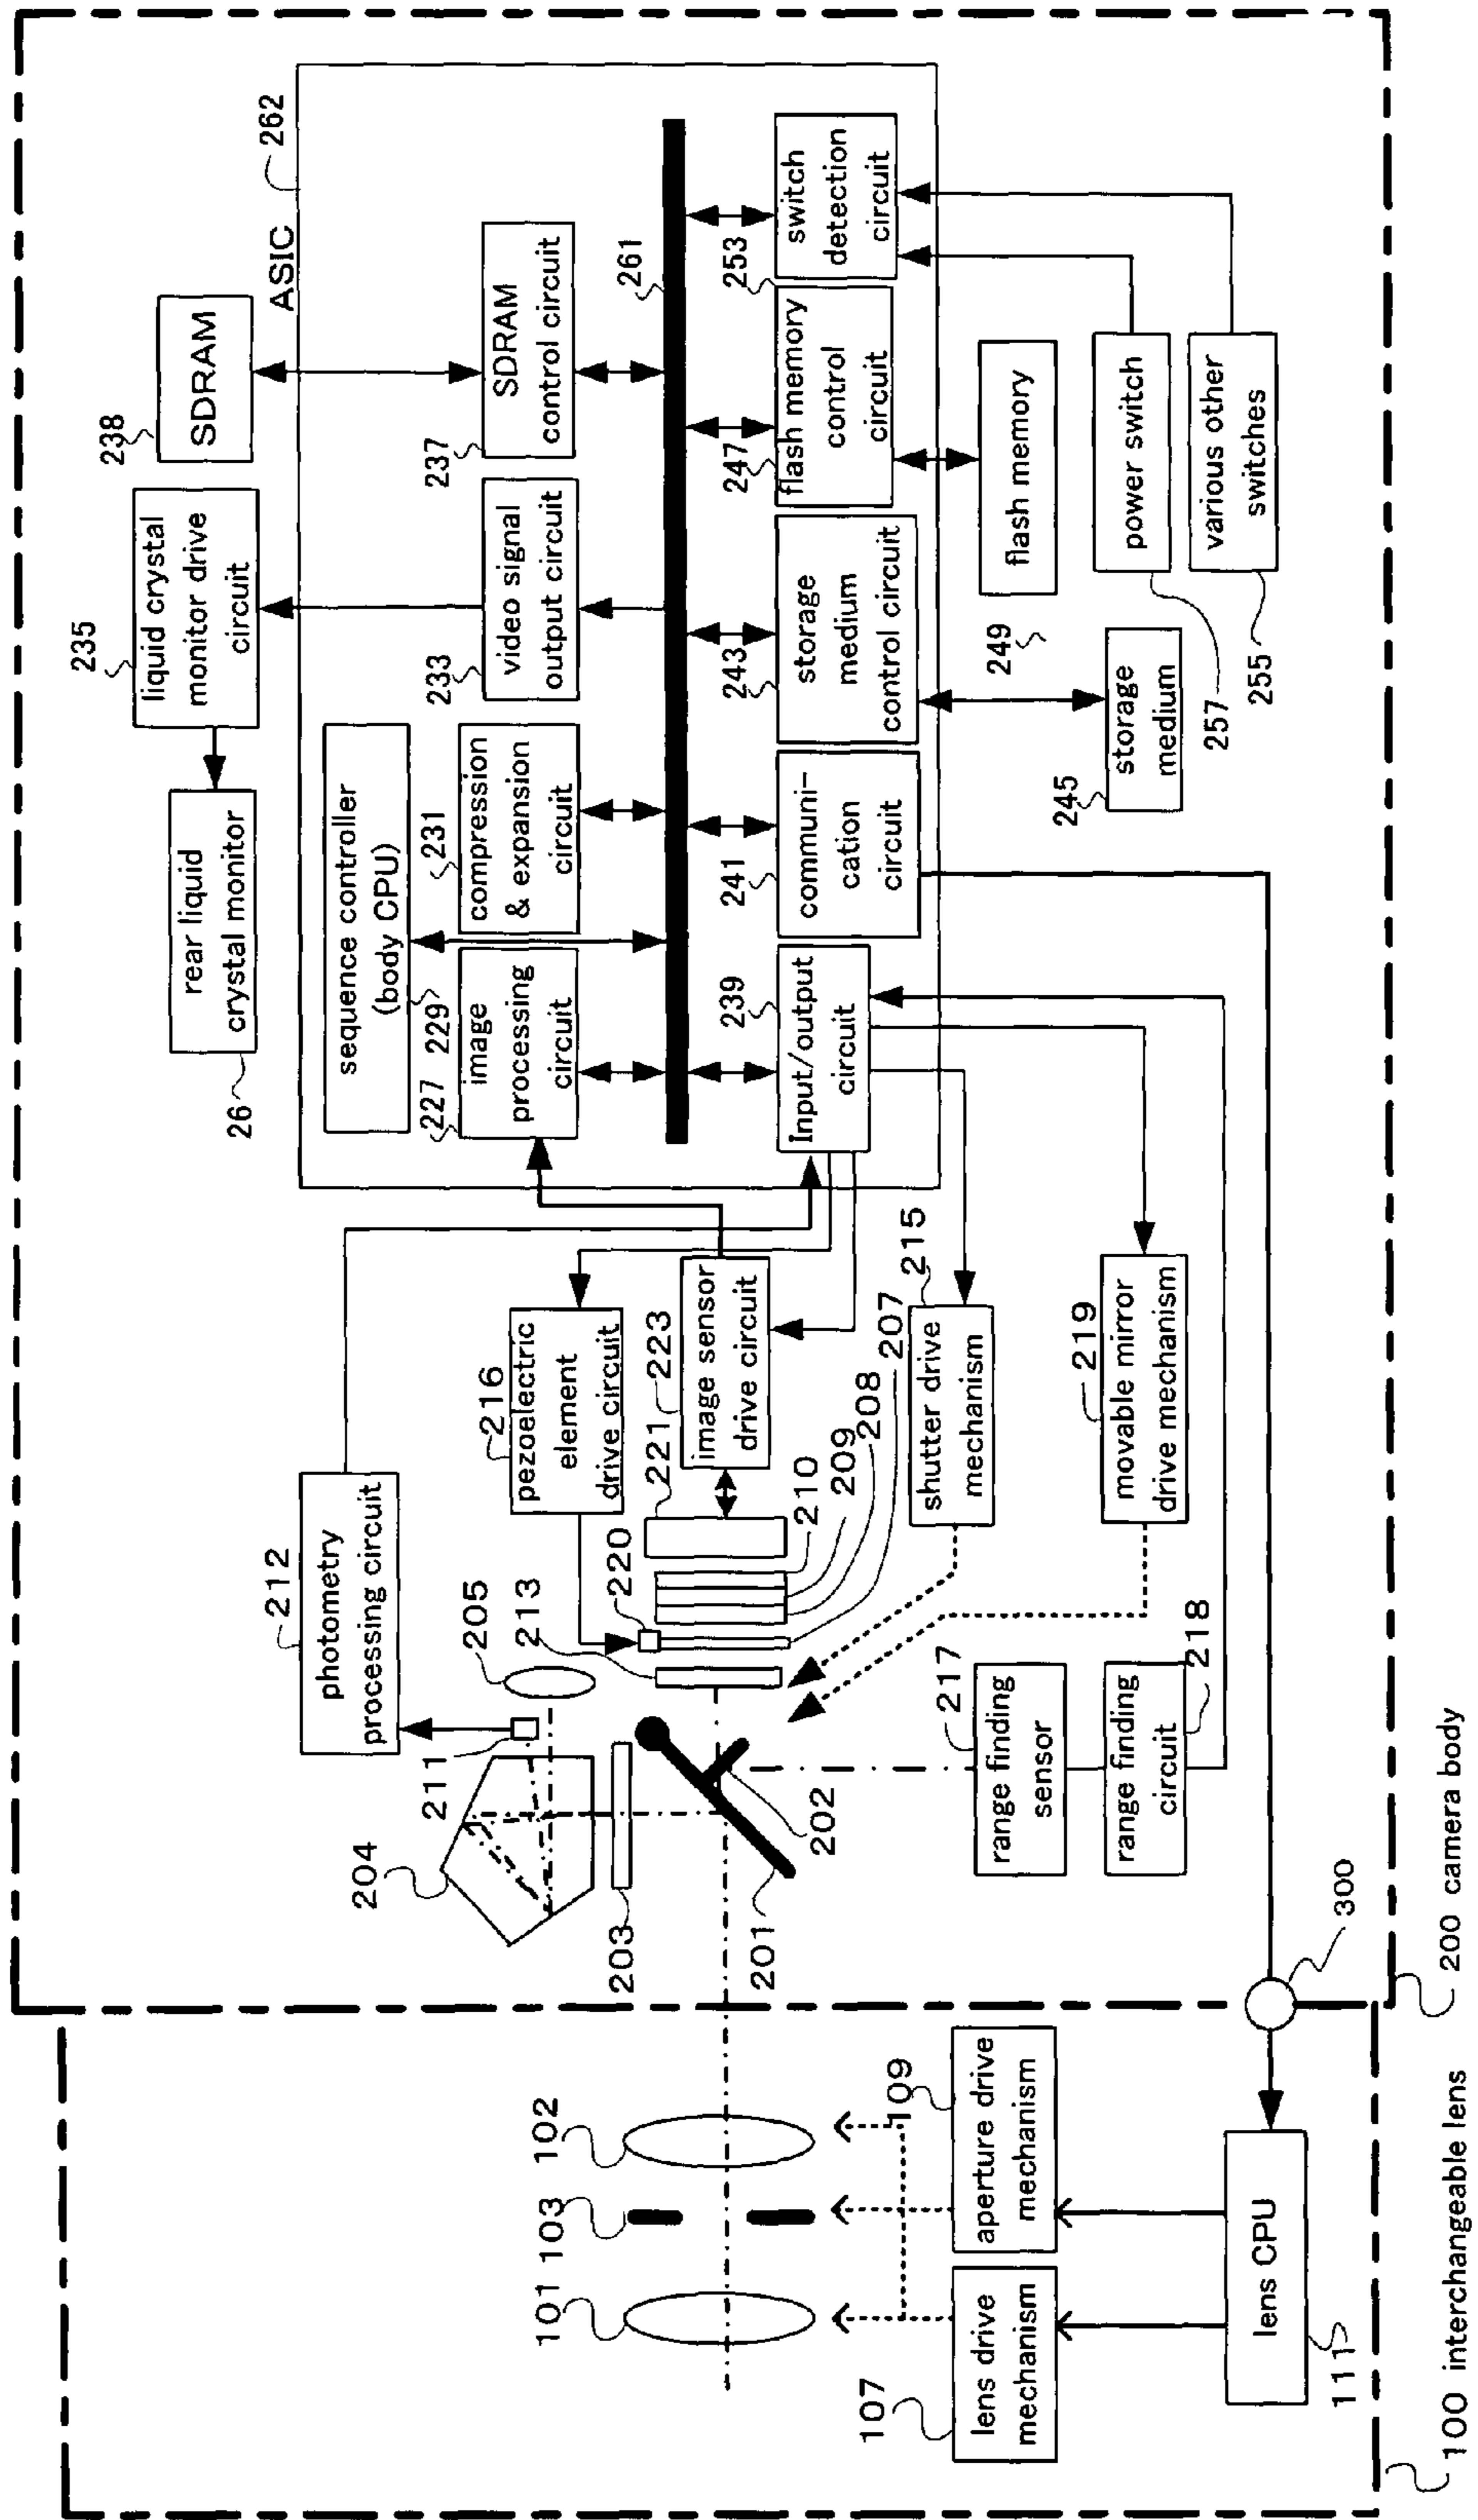 235
liquid crystal
monitor drive
circuit
238
SDRAM
rear liquid
crystal monitor
26
ASIC
262
sequence controller
(body CPU)
229
227
image
processing
circuit
231
compression
& expansion
circuit
233
video signal
output circuit
237
SDRAM
control circuit
261
239
Input/output
circuit
241
communi-
cation
circuit
243
storage
medium
control circuit
247
flash memory
control
circuit
253
switch
detection
circuit
249
flash memory
245
storage
medium
257
power switch
255
various other
switches
212
photometry
processing circuit
216
pezoelectric
element
drive circuit
223
image sensor
drive circuit
221
220
210
209
208
207
205
213
211
204
203
201
202
215
shutter drive
mechanism
219
movable mirror
drive mechanism
217
range finding
sensor
218
range finding
circuit
300
200 camera body
101
103
102
107
lens drive
mechanism
109
aperture drive
mechanism
lens CPU
111
100 interchangeable lens